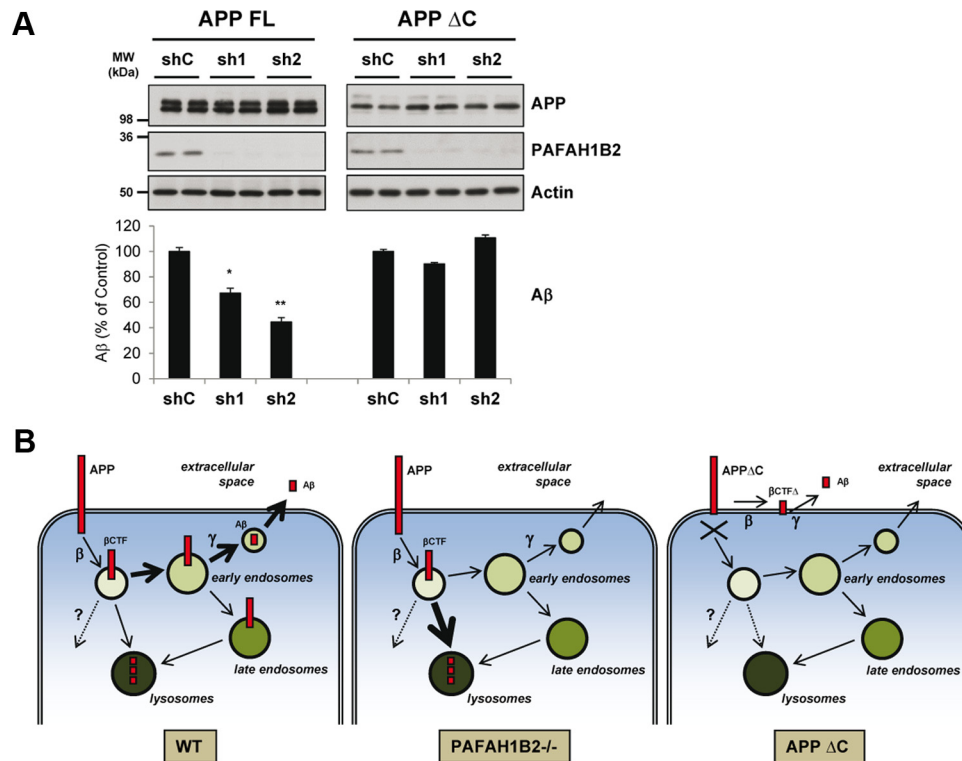 A
APP FL
APP ΔC
MW
(kDa)
shC sh1 sh2
shC sh1 sh2
APP
98
36
PAFAH1B2
50
Actin
Aβ (% of Control)
120
100
80
60
40
20
0
*
**
Aβ
shC sh1 sh2
shC sh1 sh2
B
APP
extracellular
space
Aβ
β
βCTF
γ
Aβ
early endosomes
?
late endosomes
lysosomes
WT
APP
extracellular
space
β
βCTF
γ
early endosomes
?
late endosomes
lysosomes
PAFAH1B2-/-
APPΔC
extracellular
space
βCTFΔ
Aβ
β
γ
early endosomes
?
late endosomes
lysosomes
APP ΔC